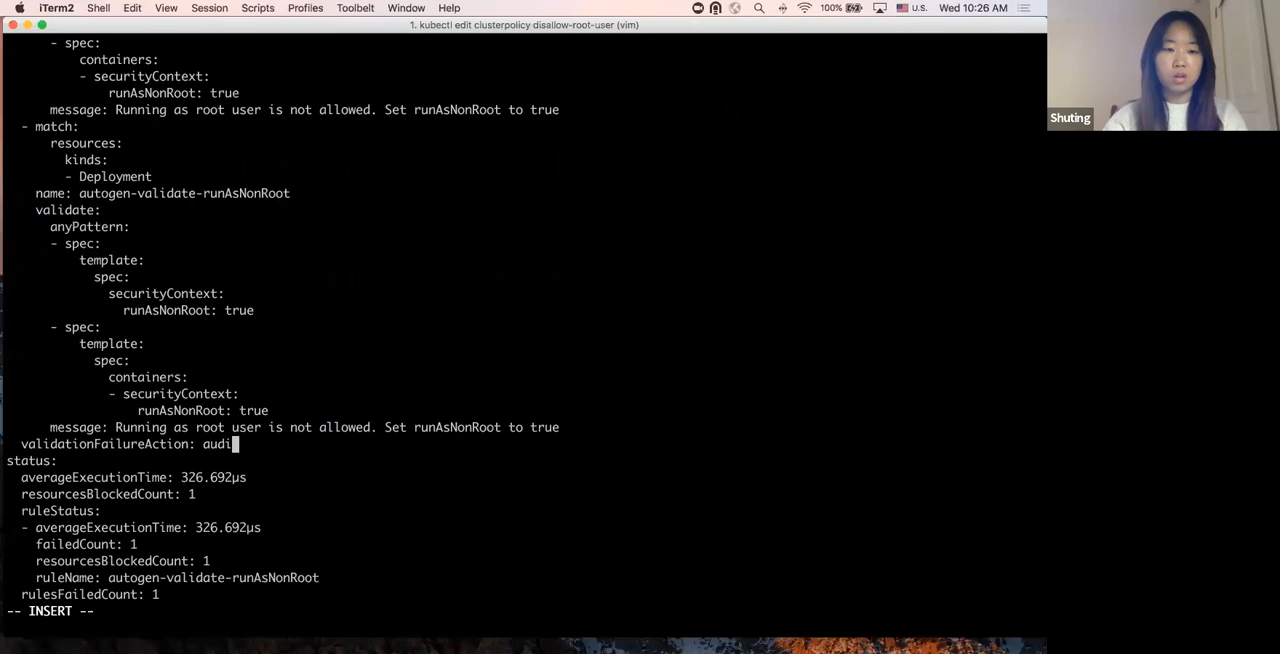 iTerm2 Shell Edit View Session Scripts Profiles Toolbelt Window Help 100% U.S. Wed 10:26 AM
1. kubectl edit clusterpolicy disallow-root-user (vim)
- spec:
containers:
- securityContext:
runAsNonRoot: true
message: Running as root user is not allowed. Set runAsNonRoot to true
- match:
resources:
kinds:
- Deployment
name: autogen-validate-runAsNonRoot
validate:
anyPattern:
- spec:
template:
spec:
securityContext:
runAsNonRoot: true
- spec:
template:
spec:
containers:
- securityContext:
runAsNonRoot: true
message: Running as root user is not allowed. Set runAsNonRoot to true
validationFailureAction: audi
status:
averageExecutionTime: 326.692µs
resourcesBlockedCount: 1
ruleStatus:
- averageExecutionTime: 326.692µs
failedCount: 1
resourcesBlockedCount: 1
ruleName: autogen-validate-runAsNonRoot
rulesFailedCount: 1
-- INSERT --
Shuting